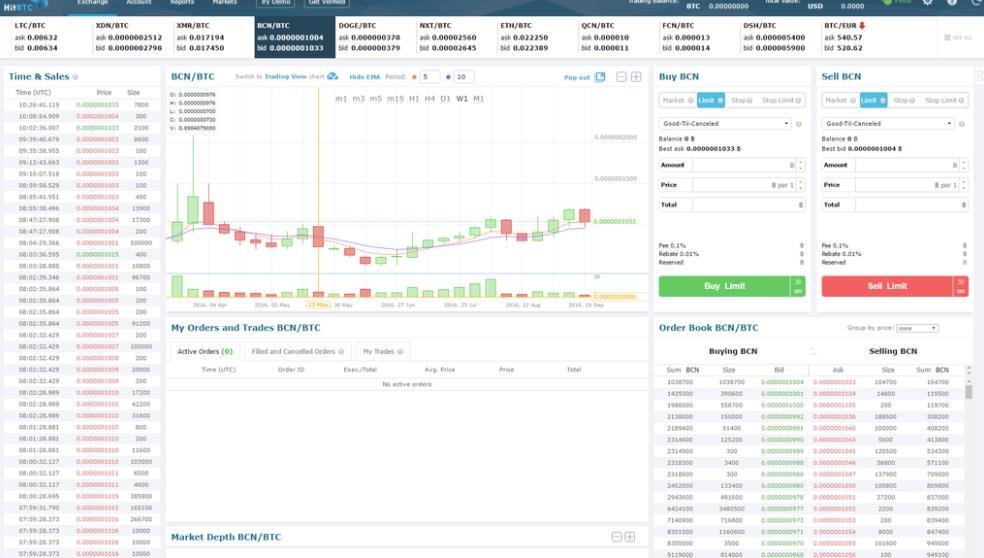 HitBTC Exchange Account Reports Markets Try Demo Get Verified Trading Balance: BTC 0.00000000 Total Value: USD 0.0000
LTC/BTC XDN/BTC XMR/BTC BCN/BTC DOGE/BTC NXT/BTC ETH/BTC QCN/BTC FCN/BTC DSH/BTC BTC/EUR
ask 0.00632 ask 0.0000002512 ask 0.017194 ask 0.0000001004 ask 0.000000378 ask 0.00002560 ask 0.022250 ask 0.000010 ask 0.000013 ask 0.000005400 ask 540.57
bid 0.00634 bid 0.0000002798 bid 0.017450 bid 0.0000001033 bid 0.000000379 bid 0.00002645 bid 0.022389 bid 0.000011 bid 0.000014 bid 0.000005900 bid 528.62
Time & Sales
Time (UTC) Price Size
10:26:41.119 0.0000001033 7800
10:08:54.909 0.0000001004 300
10:02:36.007 0.0000001033 2100
09:39:40.679 0.0000001003 8600
09:35:38.955 0.0000001003 100
09:12:43.663 0.0000001003 1300
09:10:07.518 0.0000001003 100
08:59:58.529 0.0000001003 100
08:55:41.951 0.0000001003 400
08:55:38.496 0.0000001004 13900
08:47:27.908 0.0000001004 17300
08:47:27.908 0.0000001004 200
08:04:29.366 0.0000001001 500000
08:03:36.595 0.0000001015 400
08:03:28.880 0.0000001001 10800
08:02:39.346 0.0000001001 96700
08:02:35.864 0.0000001005 100
08:02:35.864 0.0000001005 200
08:02:35.864 0.0000001005 200
08:02:35.864 0.0000001005 91200
08:02:32.429 0.0000001007 200
08:02:32.429 0.0000001007 100000
08:02:32.429 0.0000001008 200
08:02:32.429 0.0000001009 20000
08:02:32.429 0.0000001009 200
08:02:28.989 0.0000001010 17200
08:02:28.989 0.0000001010 42200
08:02:28.989 0.0000001010 31600
08:01:28.881 0.0000001010 800
08:01:28.881 0.0000001010 200
08:01:28.881 0.0000001010 11600
08:00:32.127 0.0000001010 103000
08:00:32.127 0.0000001011 6500
08:00:32.127 0.0000001011 4600
08:00:28.695 0.0000001015 385900
07:59:31.790 0.0000001015 165100
07:59:28.373 0.0000001016 266700
07:59:28.373 0.0000001016 10000
07:59:28.373 0.0000001016 10000
07:59:28.373 0.0000001016 10000
BCN/BTC Switch to Trading View chart Hide EMA Period: 5 10 Pop out
m1 m3 m5 m15 H1 H4 D1 W1 M1
0.0000002000
0.0000001500
0.0000001033
0.0000000000
2016, 04 Apr 2016, 02 May 23 May 30 May 2016, 27 Jun 2016, 25 Jul 2016, 22 Aug 2016, 19 Sep
My Orders and Trades BCN/BTC
Active Orders (0) Filled and Cancelled Orders My Trades
Time (UTC) Order ID Exec./Total Avg. Price Price Total
No active orders
Market Depth BCN/BTC
Buy BCN
Market Limit Stop Stop Limit
Good-Til-Canceled
Balance 0 B
Best ask 0.0000001033 B
Amount B
Price B per 1
Total B
Fee 0.1% B
Rebate 0.01% B
Reserved B
Buy Limit on
Sell BCN
Market Limit Stop Stop Limit
Good-Til-Canceled
Balance 0 B
Best bid 0.0000001004 B
Amount B
Price B per 1
Total B
Fee 0.1% B
Rebate 0.01% B
Reserved B
Sell Limit on
Order Book BCN/BTC Group by price: none
Buying BCN Selling BCN
Sum BCN Size Bid Ask Size Sum BCN
1038700 1038700 0.0000001004 0.0000001033 104700 104700
1429300 390600 0.0000001001 0.0000001034 14800 119500
1988000 558700 0.0000001000 0.0000001035 200 119700
2138000 150000 0.000000992 0.0000001036 188500 308200
2189400 51400 0.000000991 0.0000001040 100000 408200
2314600 125200 0.000000990 0.0000001043 5600 413800
2314900 300 0.000000989 0.0000001045 120500 534300
2318300 3400 0.000000988 0.0000001046 36800 571100
2318600 300 0.000000986 0.0000001047 137900 709000
2452000 133400 0.000000980 0.0000001050 100800 809800
2943600 491600 0.000000978 0.0000001051 27200 837000
6424100 3480500 0.000000977 0.0000001052 2200 839200
7140900 716800 0.000000973 0.0000001053 200 839400
8301500 1160600 0.000000971 0.0000001054 8000 847400
8305000 3500 0.000000970 0.0000001055 101600 949000
9119000 814000 0.000000968 0.0000001056 100 949100